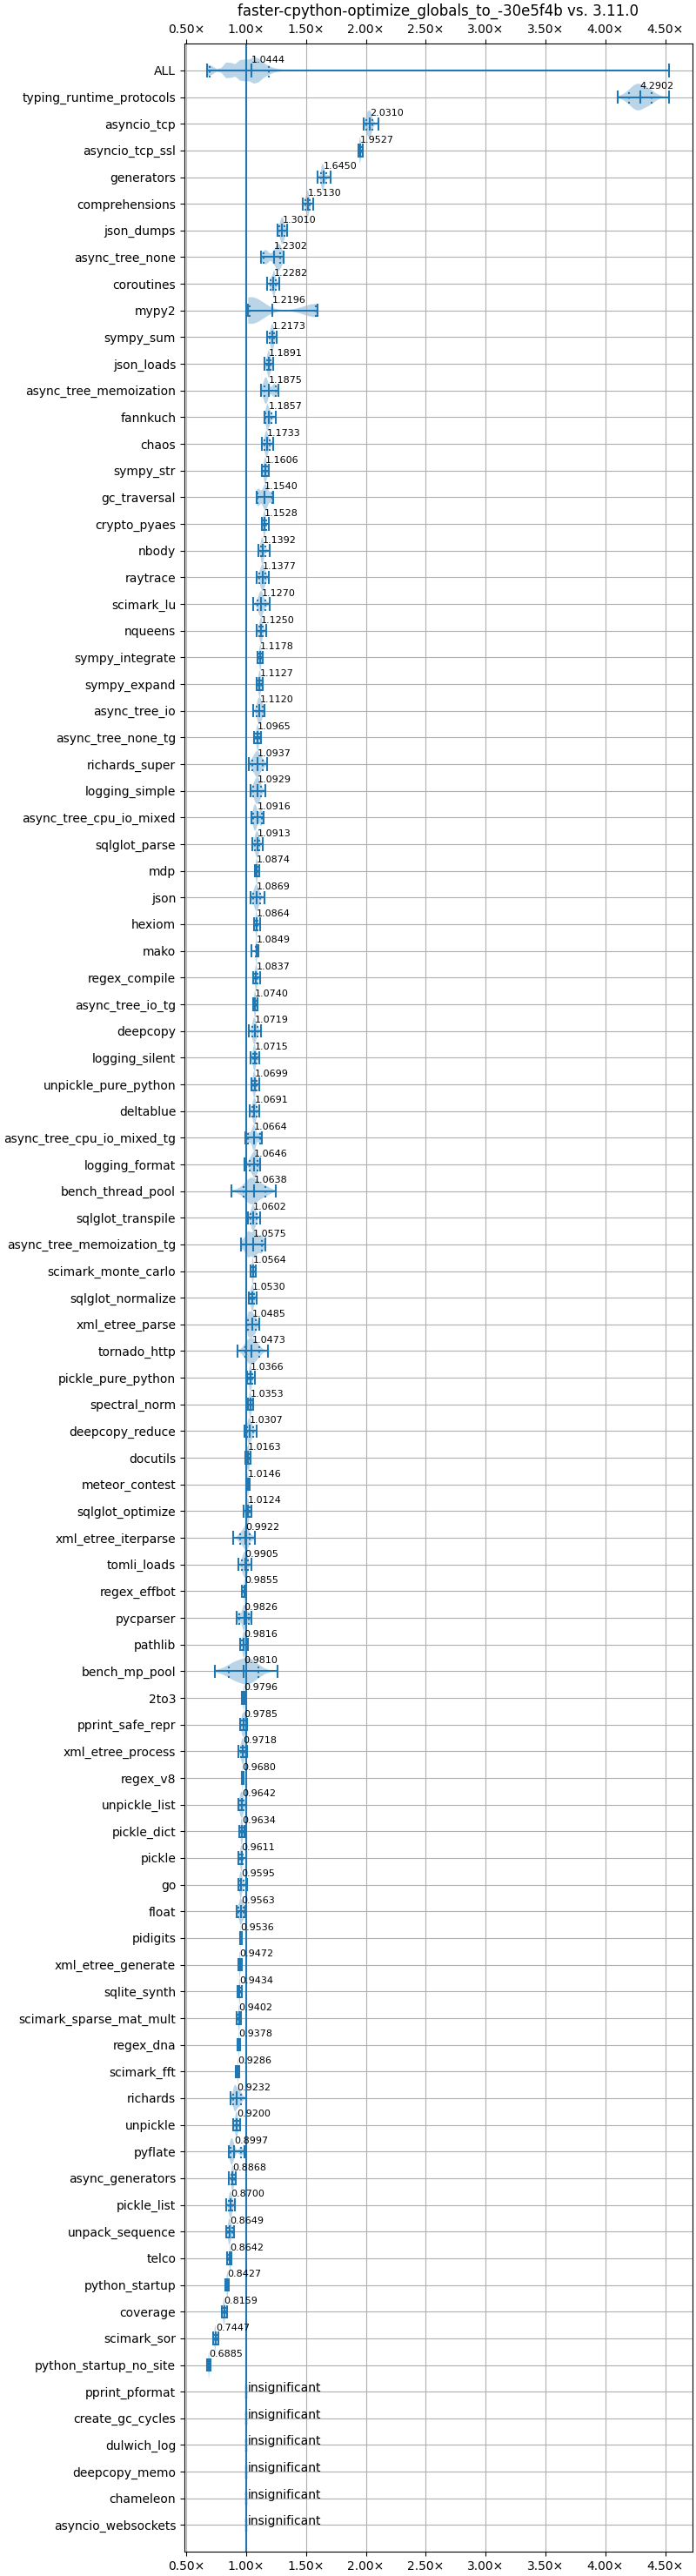 faster-cpython-optimize_globals_to_-30e5f4b vs. 3.11.0
0.50× 1.00× 1.50× 2.00× 2.50× 3.00× 3.50× 4.00× 4.50×
ALL 1.0444
typing_runtime_protocols 4.2902
asyncio_tcp 2.0310
asyncio_tcp_ssl 1.9527
generators 1.6450
comprehensions 1.5130
json_dumps 1.3010
async_tree_none 1.2302
coroutines 1.2282
mypy2 1.2196
sympy_sum 1.2173
json_loads 1.1891
async_tree_memoization 1.1875
fannkuch 1.1857
chaos 1.1733
sympy_str 1.1606
gc_traversal 1.1540
crypto_pyaes 1.1528
nbody 1.1392
raytrace 1.1377
scimark_lu 1.1270
nqueens 1.1250
sympy_integrate 1.1178
sympy_expand 1.1127
async_tree_io 1.1120
async_tree_none_tg 1.0965
richards_super 1.0937
logging_simple 1.0929
async_tree_cpu_io_mixed 1.0916
sqlglot_parse 1.0913
mdp 1.0874
json 1.0869
hexiom 1.0864
mako 1.0849
regex_compile 1.0837
async_tree_io_tg 1.0740
deepcopy 1.0719
logging_silent 1.0715
unpickle_pure_python 1.0699
deltablue 1.0691
async_tree_cpu_io_mixed_tg 1.0664
logging_format 1.0646
bench_thread_pool 1.0638
sqlglot_transpile 1.0602
async_tree_memoization_tg 1.0575
scimark_monte_carlo 1.0564
sqlglot_normalize 1.0530
xml_etree_parse 1.0485
tornado_http 1.0473
pickle_pure_python 1.0366
spectral_norm 1.0353
deepcopy_reduce 1.0307
docutils 1.0163
meteor_contest 1.0146
sqlglot_optimize 1.0124
xml_etree_iterparse 0.9922
tomli_loads 0.9905
regex_effbot 0.9855
pycparser 0.9826
pathlib 0.9816
bench_mp_pool 0.9810
2to3 0.9796
pprint_safe_repr 0.9785
xml_etree_process 0.9718
regex_v8 0.9680
unpickle_list 0.9642
pickle_dict 0.9634
pickle 0.9611
go 0.9595
float 0.9563
pidigits 0.9536
xml_etree_generate 0.9472
sqlite_synth 0.9434
scimark_sparse_mat_mult 0.9402
regex_dna 0.9378
scimark_fft 0.9286
richards 0.9232
unpickle 0.9200
pyflate 0.8997
async_generators 0.8868
pickle_list 0.8700
unpack_sequence 0.8649
telco 0.8642
python_startup 0.8427
coverage 0.8159
scimark_sor 0.7447
python_startup_no_site 0.6885
pprint_pformat insignificant
create_gc_cycles insignificant
dulwich_log insignificant
deepcopy_memo insignificant
chameleon insignificant
asyncio_websockets insignificant
0.50× 1.00× 1.50× 2.00× 2.50× 3.00× 3.50× 4.00× 4.50×